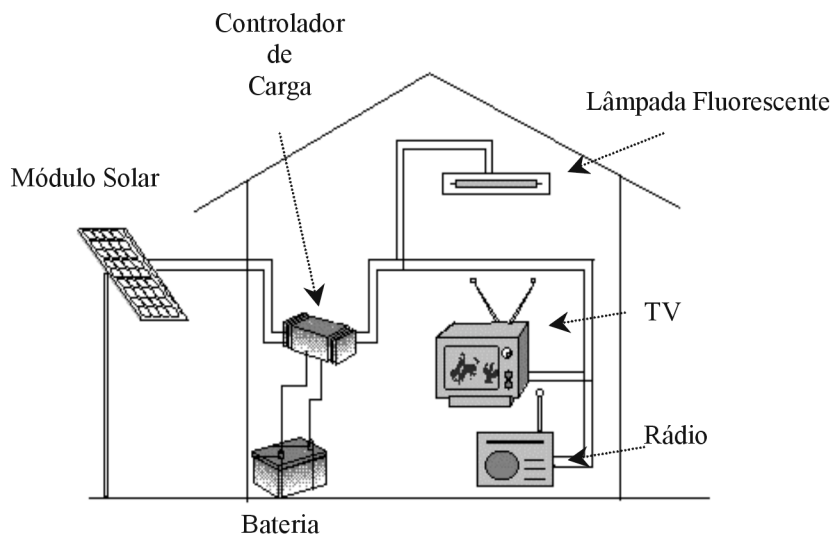 Controlador
de
Carga
Lâmpada Fluorescente
Módulo Solar
TV
Rádio
Bateria